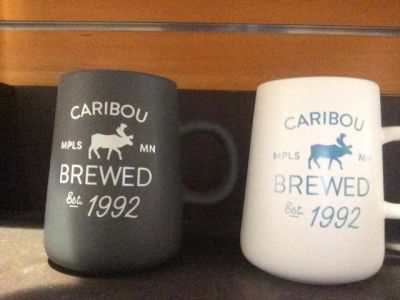 CARIBOU
MPLS MN
BREWED
Est. 1992
CARIBOU
MPLS MN
BREWED
Est. 1992